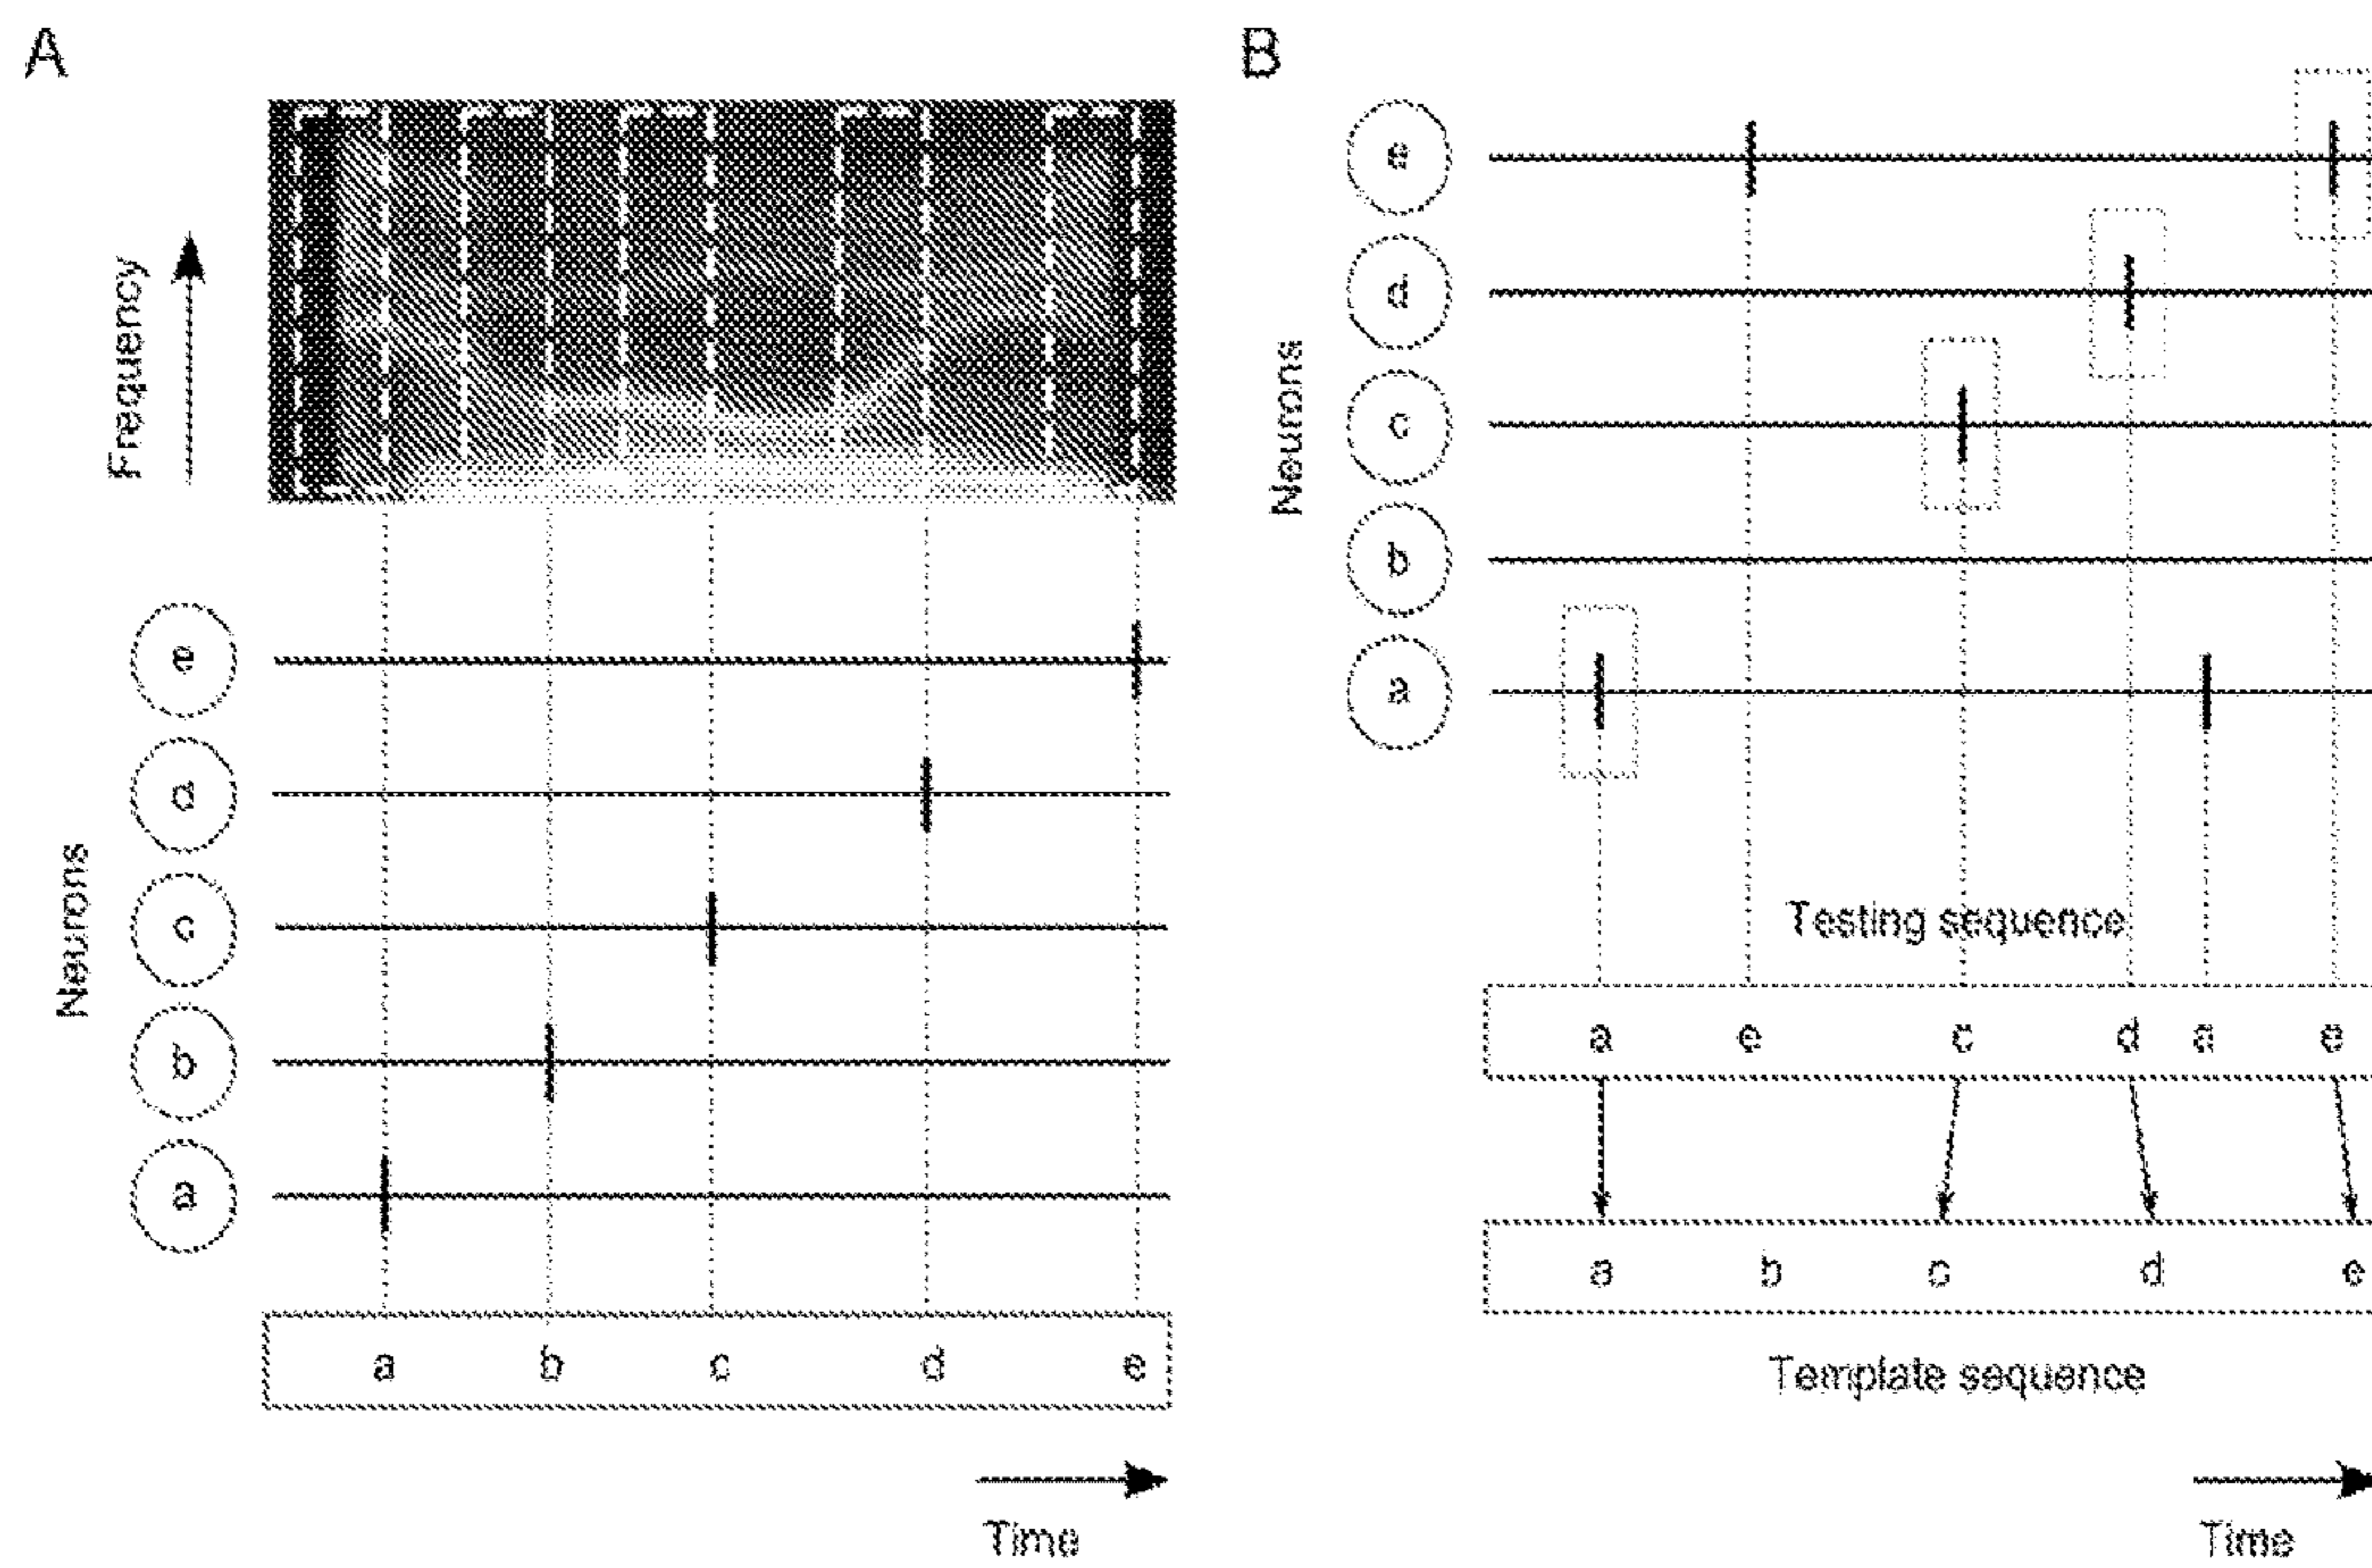 A
Frequency
Neurons
e
d
c
b
a
a b c d e
Time
B
Neurons
e
d
c
b
a
Testing sequence
a e c d a e
a b c d e
Template sequence
Time